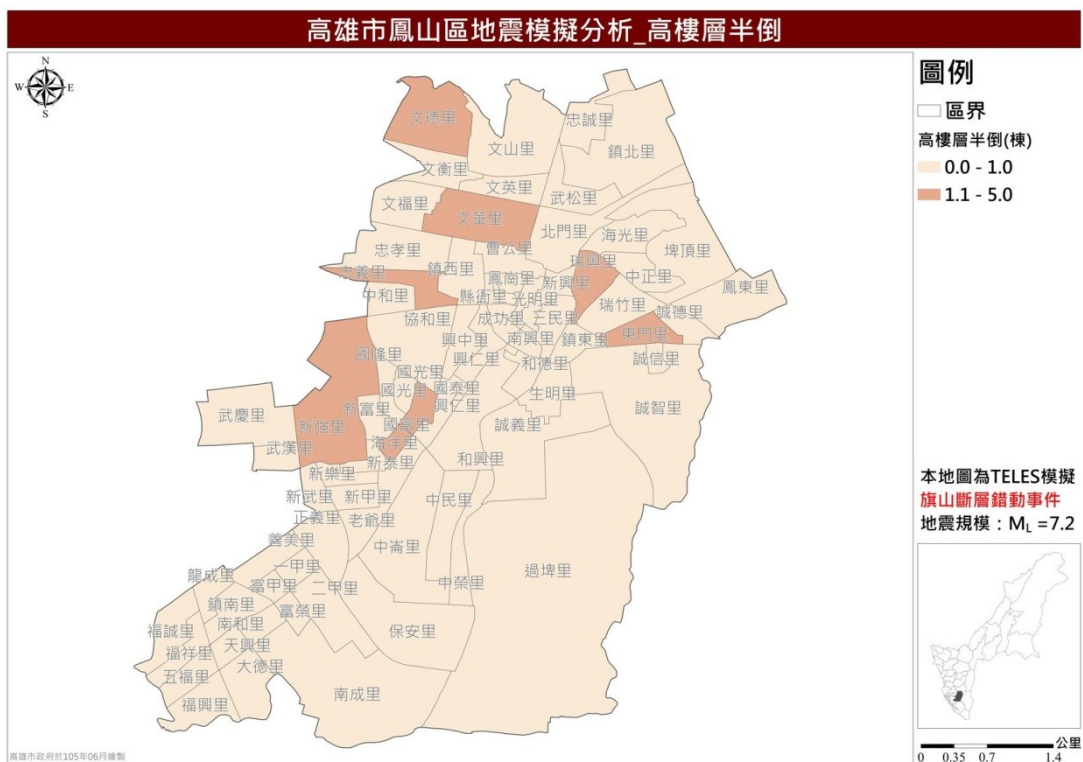 高雄市鳳山區地震模擬分析_高樓層半倒
N
W
E
S
圖例
區界
高樓層半倒(棟)
0.0 - 1.0
1.1 - 5.0
文德里
忠誠里
文山里
鎮北里
文衡里
文英里
武松里
文福里
文華里
北門里
海光里
忠孝里
曹公里
埤頂里
忠義里
鎮西里
瑞興里
中正里
鳳崗里
新興里
鳳東里
中和里
縣衙里
光明里
瑞竹里
誠德里
協和里
成功里
三民里
東門里
興中里
南興里
鎮東里
國隆里
興仁里
和德里
誠信里
國光里
國光里
國泰里
生明里
武慶里
新富里
興仁里
誠智里
新強里
國富里
誠義里
武漢里
海洋里
新泰里
和興里
新樂里
新武里
新甲里
中民里
正義里
老爺里
善美里
中崙里
一甲里
過埤里
龍成里
富甲里
二甲里
中榮里
鎮南里
富榮里
福誠里
南和里
保安里
天興里
福祥里
五福里
大德里
南成里
福興里
本地圖為TELES模擬
旗山斷層錯動事件
地震規模：ML =7.2
公里
0 0.35 0.7 1.4
高雄市政府於105年06月繪製